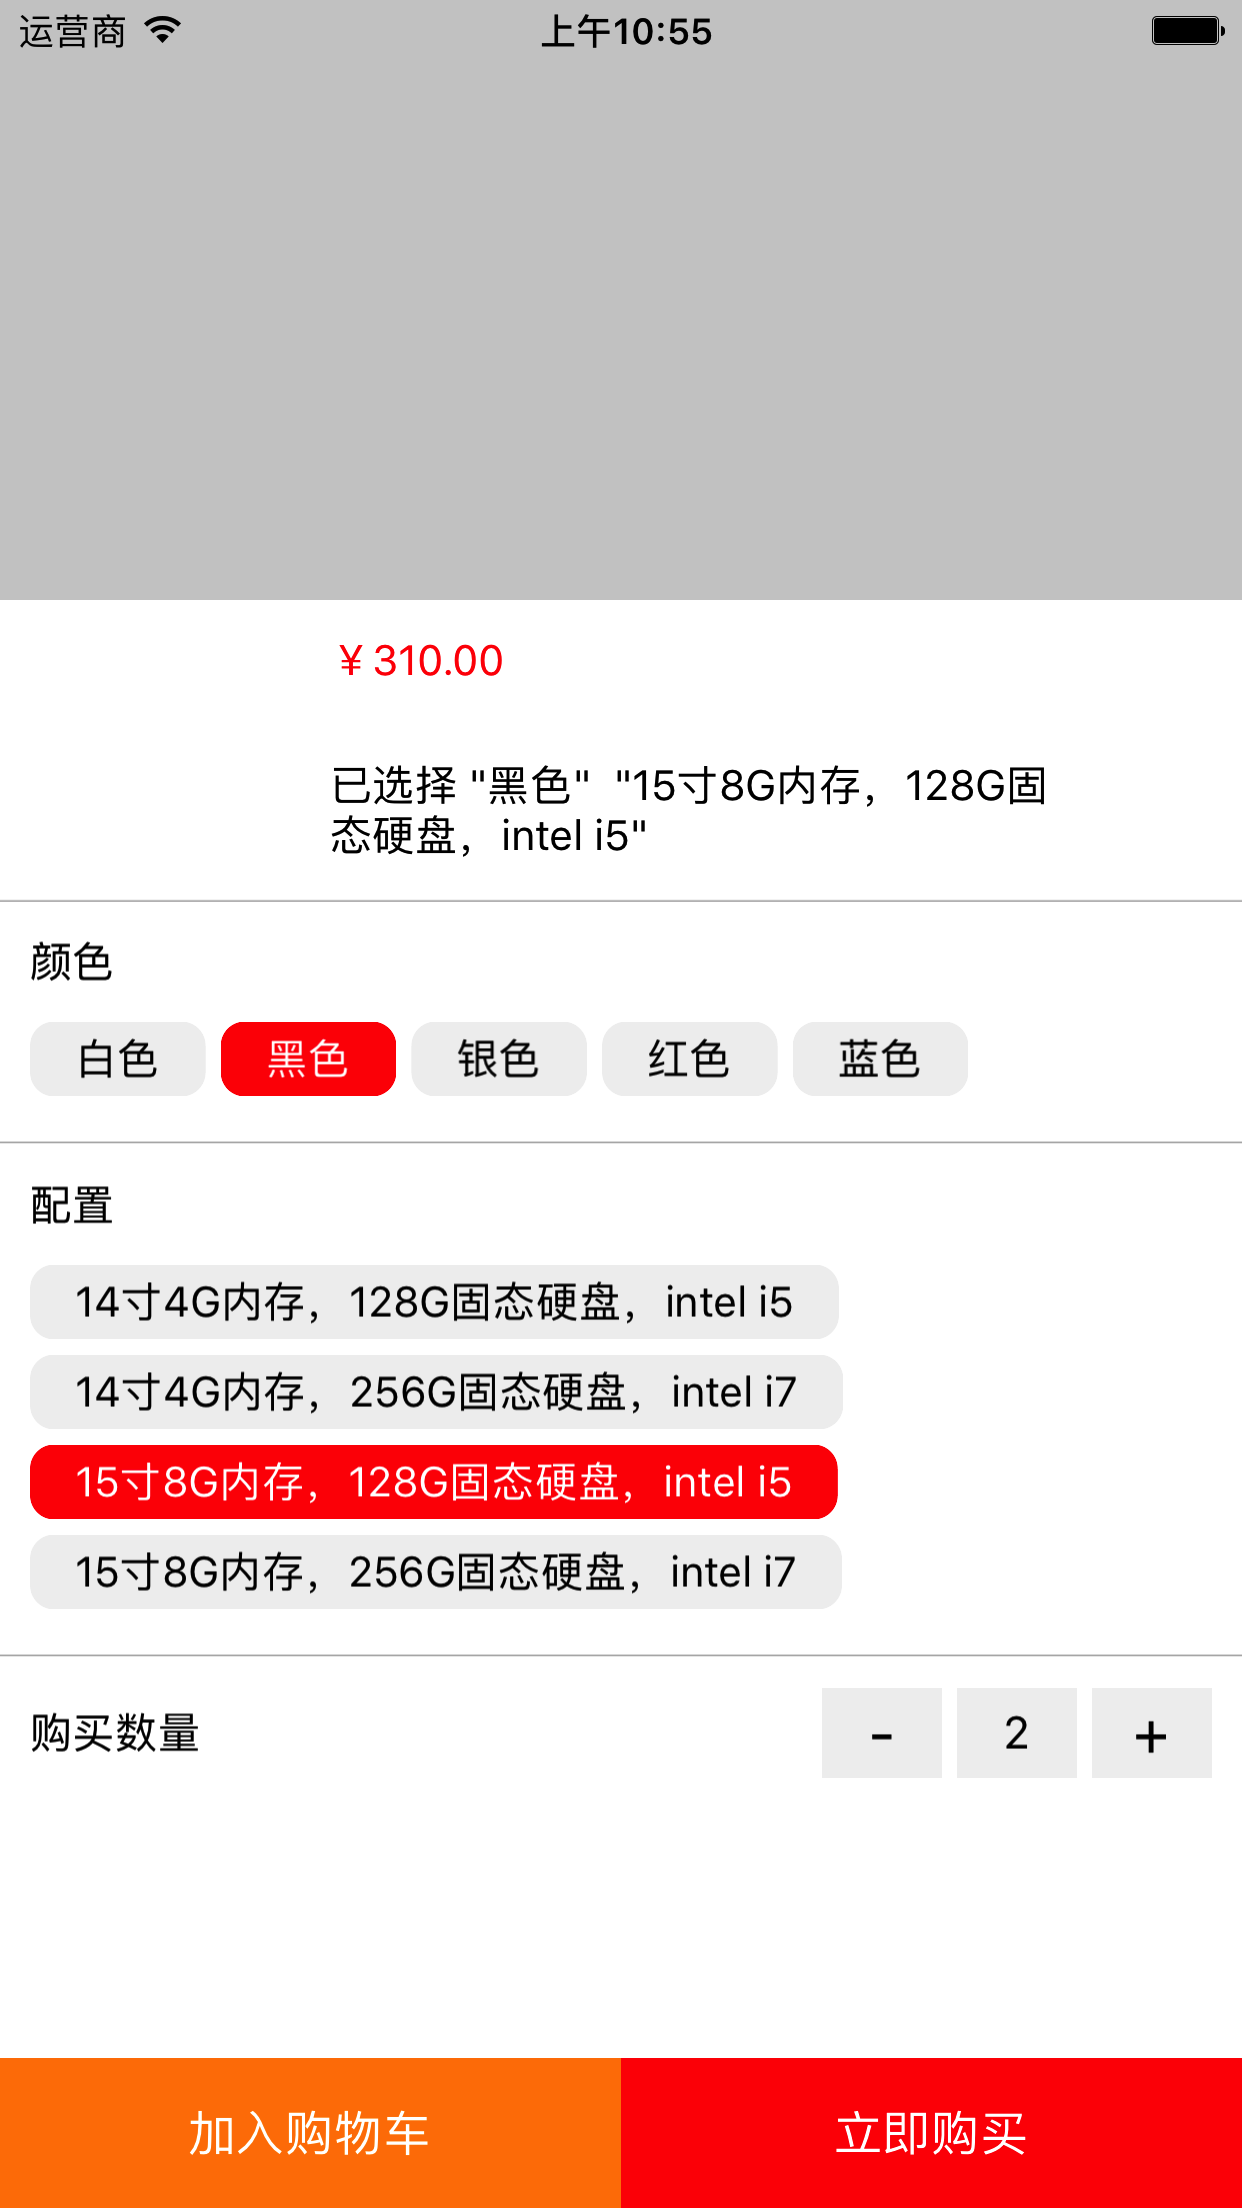 运营商 上午10:55
¥ 310.00
已选择 "黑色" "15寸8G内存，128G固
态硬盘，intel i5"
颜色
白色 黑色 银色 红色 蓝色
配置
14寸4G内存，128G固态硬盘，intel i5
14寸4G内存，256G固态硬盘，intel i7
15寸8G内存，128G固态硬盘，intel i5
15寸8G内存，256G固态硬盘，intel i7
购买数量 - 2 +
加入购物车 立即购买